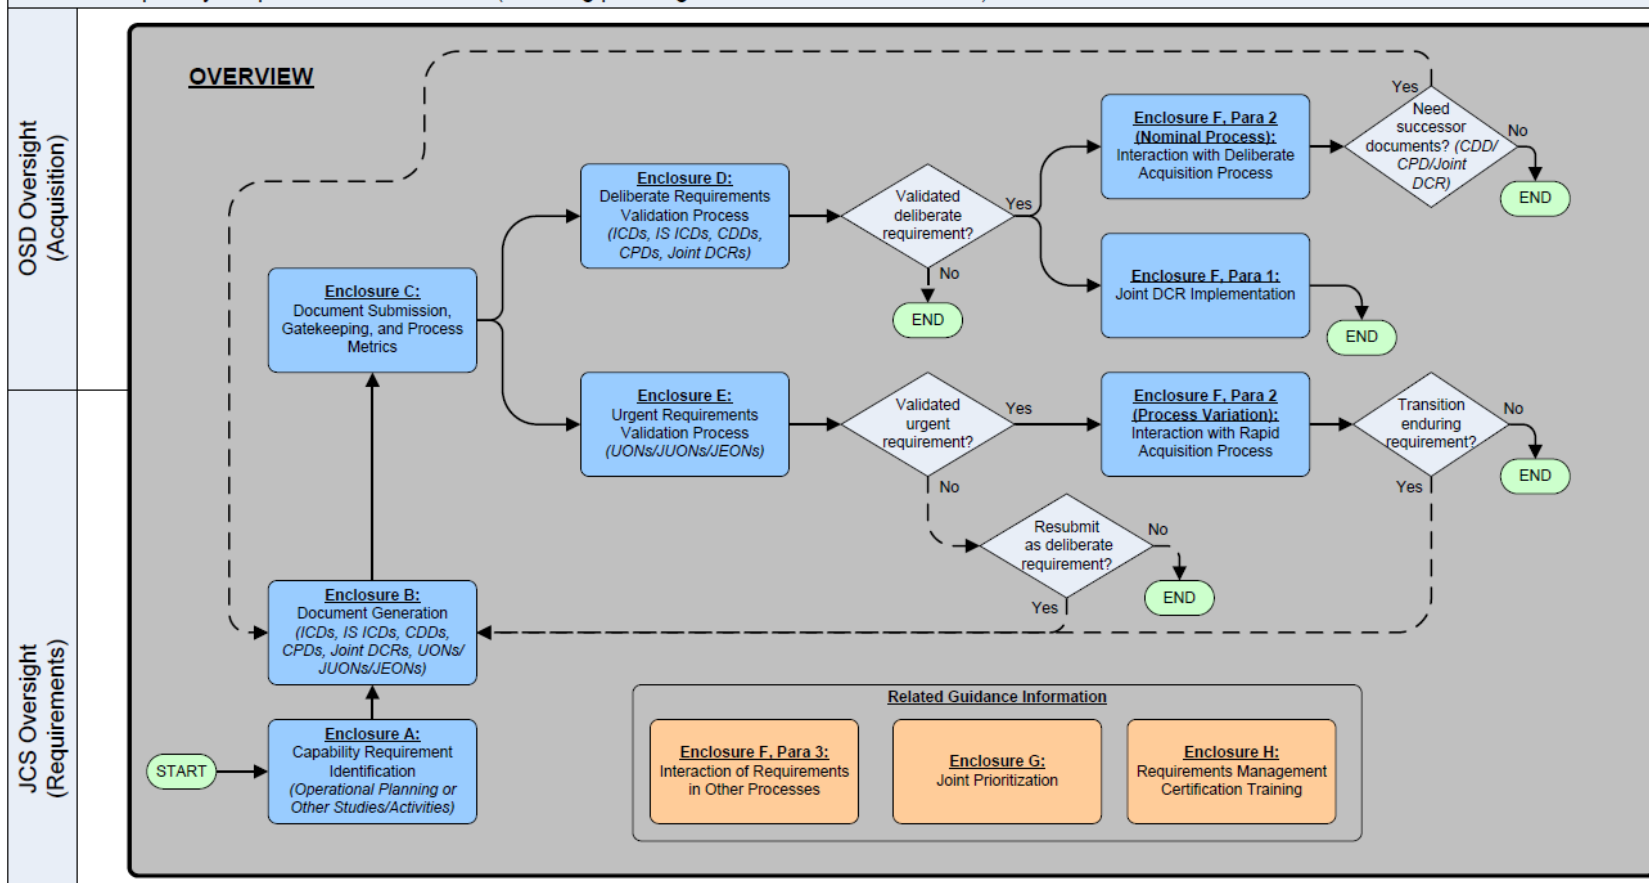 OVERVIEW
OSD Oversight
(Acquisition)
JCS Oversight
(Requirements)
START
Enclosure A:
Capability Requirement
Identification
(Operational Planning or
Other Studies/Activities)
Enclosure B:
Document Generation
(ICDs, IS ICDs, CDDs,
CPDs, Joint DCRs, UONs/
JUONs/JEONs)
Enclosure C:
Document Submission,
Gatekeeping, and Process
Metrics
Enclosure D:
Deliberate Requirements
Validation Process
(ICDs, IS ICDs, CDDs,
CPDs, Joint DCRs)
Validated
deliberate
requirement?
Yes
No
END
Enclosure F, Para 2
(Nominal Process):
Interaction with Deliberate
Acquisition Process
Yes
Need
successor
documents? (CDD/
CPD/Joint
DCR)
No
END
Enclosure F, Para 1:
Joint DCR Implementation
END
Enclosure E:
Urgent Requirements
Validation Process
(UONs/JUONs/JEONs)
Validated
urgent
requirement?
Yes
No
Enclosure F, Para 2
(Process Variation):
Interaction with Rapid
Acquisition Process
Transition
enduring
requirement?
No
END
Yes
Resubmit
as deliberate
requirement?
No
END
Yes
Related Guidance Information
Enclosure F, Para 3:
Interaction of Requirements
in Other Processes
Enclosure G:
Joint Prioritization
Enclosure H:
Requirements Management
Certification Training